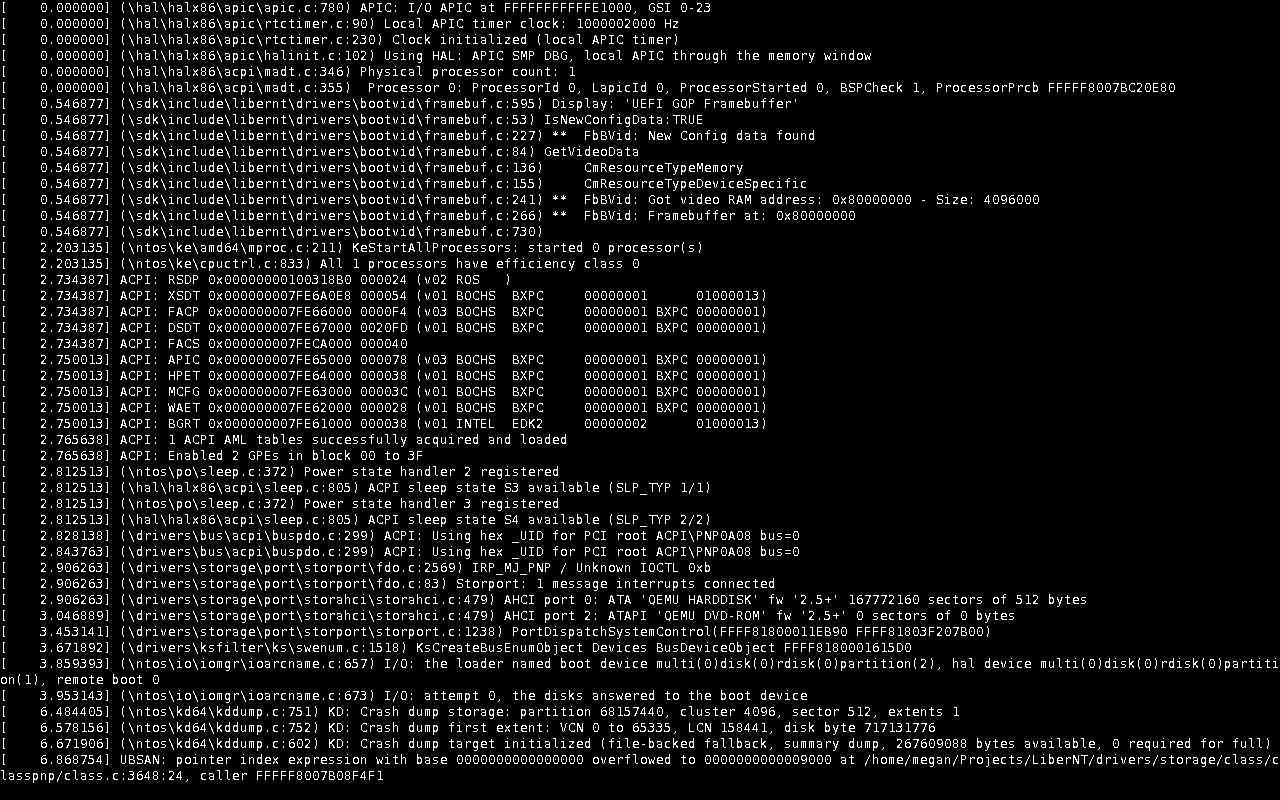 [    0.000000] (\hal\halx86\apic\apic.c:780) APIC: I/O APIC at FFFFFFFFFFFE1000, GSI 0-23
[    0.000000] (\hal\halx86\apic\rtctimer.c:90) Local APIC timer clock: 1000002000 Hz
[    0.000000] (\hal\halx86\apic\rtctimer.c:230) Clock initialized (local APIC timer)
[    0.000000] (\hal\halx86\apic\halinit.c:102) Using HAL: APIC SMP DBG, local APIC through the memory window
[    0.000000] (\hal\halx86\acpi\madt.c:346) Physical processor count: 1
[    0.000000] (\hal\halx86\acpi\madt.c:355)  Processor 0: ProcessorId 0, LapicId 0, ProcessorStarted 0, BSPCheck 1, ProcessorPrcb FFFFF8007BC20E80
[    0.546877] (\sdk\include\libernt\drivers\bootvid\framebuf.c:595) Display: 'UEFI GOP Framebuffer'
[    0.546877] (\sdk\include\libernt\drivers\bootvid\framebuf.c:53) IsNewConfigData:TRUE
[    0.546877] (\sdk\include\libernt\drivers\bootvid\framebuf.c:227) **  FbBVid: New Config data found
[    0.546877] (\sdk\include\libernt\drivers\bootvid\framebuf.c:84) GetVideoData
[    0.546877] (\sdk\include\libernt\drivers\bootvid\framebuf.c:136)     CmResourceTypeMemory
[    0.546877] (\sdk\include\libernt\drivers\bootvid\framebuf.c:155)     CmResourceTypeDeviceSpecific
[    0.546877] (\sdk\include\libernt\drivers\bootvid\framebuf.c:241) **  FbBVid: Got video RAM address: 0x80000000 - Size: 4096000
[    0.546877] (\sdk\include\libernt\drivers\bootvid\framebuf.c:266) **  FbBVid: Framebuffer at: 0x80000000
[    0.546877] (\sdk\include\libernt\drivers\bootvid\framebuf.c:730)
[    2.203135] (\ntos\ke\amd64\mproc.c:211) KeStartAllProcessors: started 0 processor(s)
[    2.203135] (\ntos\ke\cpuctrl.c:833) All 1 processors have efficiency class 0
[    2.734387] ACPI: RSDP 0x00000000100318B0 000024 (v02 ROS   )
[    2.734387] ACPI: XSDT 0x000000007FE6A0E8 000054 (v01 BOCHS  BXPC     00000001      01000013)
[    2.734387] ACPI: FACP 0x000000007FE66000 0000F4 (v03 BOCHS  BXPC     00000001 BXPC 00000001)
[    2.734387] ACPI: DSDT 0x000000007FE67000 0020FD (v01 BOCHS  BXPC     00000001 BXPC 00000001)
[    2.734387] ACPI: FACS 0x000000007FECA000 000040
[    2.750013] ACPI: APIC 0x000000007FE65000 000078 (v03 BOCHS  BXPC     00000001 BXPC 00000001)
[    2.750013] ACPI: HPET 0x000000007FE64000 000038 (v01 BOCHS  BXPC     00000001 BXPC 00000001)
[    2.750013] ACPI: MCFG 0x000000007FE63000 00003C (v01 BOCHS  BXPC     00000001 BXPC 00000001)
[    2.750013] ACPI: WAET 0x000000007FE62000 000028 (v01 BOCHS  BXPC     00000001 BXPC 00000001)
[    2.750013] ACPI: BGRT 0x000000007FE61000 000038 (v01 INTEL  EDK2     00000002      01000013)
[    2.765638] ACPI: 1 ACPI AML tables successfully acquired and loaded
[    2.765638] ACPI: Enabled 2 GPEs in block 00 to 3F
[    2.812513] (\ntos\po\sleep.c:372) Power state handler 2 registered
[    2.812513] (\hal\halx86\acpi\sleep.c:805) ACPI sleep state S3 available (SLP_TYP 1/1)
[    2.812513] (\ntos\po\sleep.c:372) Power state handler 3 registered
[    2.812513] (\hal\halx86\acpi\sleep.c:805) ACPI sleep state S4 available (SLP_TYP 2/2)
[    2.828138] (\drivers\bus\acpi\buspdo.c:299) ACPI: Using hex _UID for PCI root ACPI\PNP0A08 bus=0
[    2.843763] (\drivers\bus\acpi\buspdo.c:299) ACPI: Using hex _UID for PCI root ACPI\PNP0A08 bus=0
[    2.906263] (\drivers\storage\port\storport\fdo.c:2569) IRP_MJ_PNP / Unknown IOCTL 0xb
[    2.906263] (\drivers\storage\port\storport\fdo.c:83) Storport: 1 message interrupts connected
[    2.906263] (\drivers\storage\port\storahci\storahci.c:479) AHCI port 0: ATA 'QEMU HARDDISK' fw '2.5+' 167772160 sectors of 512 bytes
[    3.046889] (\drivers\storage\port\storahci\storahci.c:479) AHCI port 2: ATAPI 'QEMU DVD-ROM' fw '2.5+' 0 sectors of 0 bytes
[    3.453141] (\drivers\storage\port\storport\storport.c:1238) PortDispatchSystemControl(FFFF81800011EB90 FFFF81803F207B00)
[    3.671892] (\drivers\ksfilter\ks\swenum.c:1518) KsCreateBusEnumObject Devices BusDeviceObject FFFF8180001615D0
[    3.859393] (\ntos\io\iomgr\ioarcname.c:657) I/O: the loader named boot device multi(0)disk(0)rdisk(0)partition(2), hal device multi(0)disk(0)rdisk(0)partiti
on(1), remote boot 0
[    3.953143] (\ntos\io\iomgr\ioarcname.c:673) I/O: attempt 0, the disks answered to the boot device
[    6.484405] (\ntos\kd64\kddump.c:751) KD: Crash dump storage: partition 68157440, cluster 4096, sector 512, extents 1
[    6.578156] (\ntos\kd64\kddump.c:752) KD: Crash dump first extent: VCN 0 to 65335, LCN 158441, disk byte 717131776
[    6.671906] (\ntos\kd64\kddump.c:602) KD: Crash dump target initialized (file-backed fallback, summary dump, 267609088 bytes available, 0 required for full)
[    6.868754] UBSAN: pointer index expression with base 0000000000000000 overflowed to 0000000000009000 at /home/megan/Projects/LiberNT/drivers/storage/class/c
lasspnp/class.c:3648:24, caller FFFFF8007B08F4F1